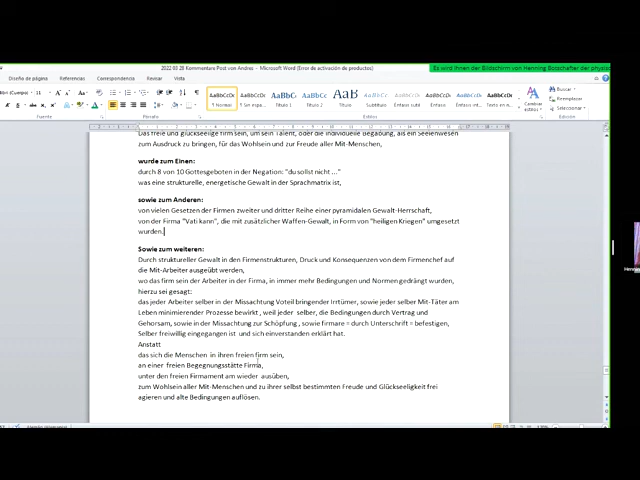 2022 03 28 Kommentare Post von Andres - Microsoft Word (Error de activación de productos)
Es wird Ihnen der Bildschirm von Henning Botschafter der physic
Diseño de página Referencias Correspondencia Revisar Vista
11
AaBbCcDc AaBbCcDc AaBbCc AaBbCc AaB AaBbCc. AaBbCcDc AaBbCcDc AaBbCcDc
¶ Normal Título 1 Título 2 Título Subtítulo Énfasis sutil Énfasis Énfasis int... Texto en n...
Cambiar estilos
Buscar
Reemplazar
Seleccionar
Fuente Párrafo Estilos
Das freie und glückseelige firm sein, um sein Talent, oder die individuelle Begabung, als ein Seelenwesen
zum Ausdruck zu bringen, für das Wohlsein und zur Freude aller Mit-Menschen,
wurde zum Einen:
durch 8 von 10 Gottesgeboten in der Negation: "du sollst nicht ..."
was eine strukturelle, energetische Gewalt in der Sprachmatrix ist,
sowie zum Anderen:
von vielen Gesetzen der Firmen zweiter und dritter Reihe einer pyramidalen Gewalt-Herrschaft,
von der Firma "Vati kann", die mit zusätzlicher Waffen-Gewalt, in Form von "heiligen Kriegen" umgesetzt
wurden.
Sowie zum weiteren:
Durch struktureller Gewalt in den Firmenstrukturen, Druck und Konsequenzen von dem Firmenchef auf
die Mit-Arbeiter ausgeübt werden,
wo das firm sein der Arbeiter in der Firma, in immer mehr Bedingungen und Normen gedrängt wurden,
hierzu sei gesagt:
das jeder Arbeiter selber in der Missachtung Voteil bringender Irrtümer, sowie jeder selber Mit-Täter am
Leben minimierender Prozesse bewirkt , weil jeder selber, die Bedingungen durch Vertrag und
Gehorsam, sowie in der Missachtung zur Schöpfung , sowie firmare = durch Unterschrift = befestigen,
Selber freiwillig eingegangen ist und sich einverstanden erklärt hat.
Anstatt
das sich die Menschen in ihren freien firm sein,
an einer freien Begegnungsstätte Firma,
unter den freien Firmament am wieder ausüben,
zum Wohlsein aller Mit-Menschen und zu ihrer selbst bestimmten Freude und Glückseeligkeit frei
agieren und alte Bedingungen auflösen.
Henning